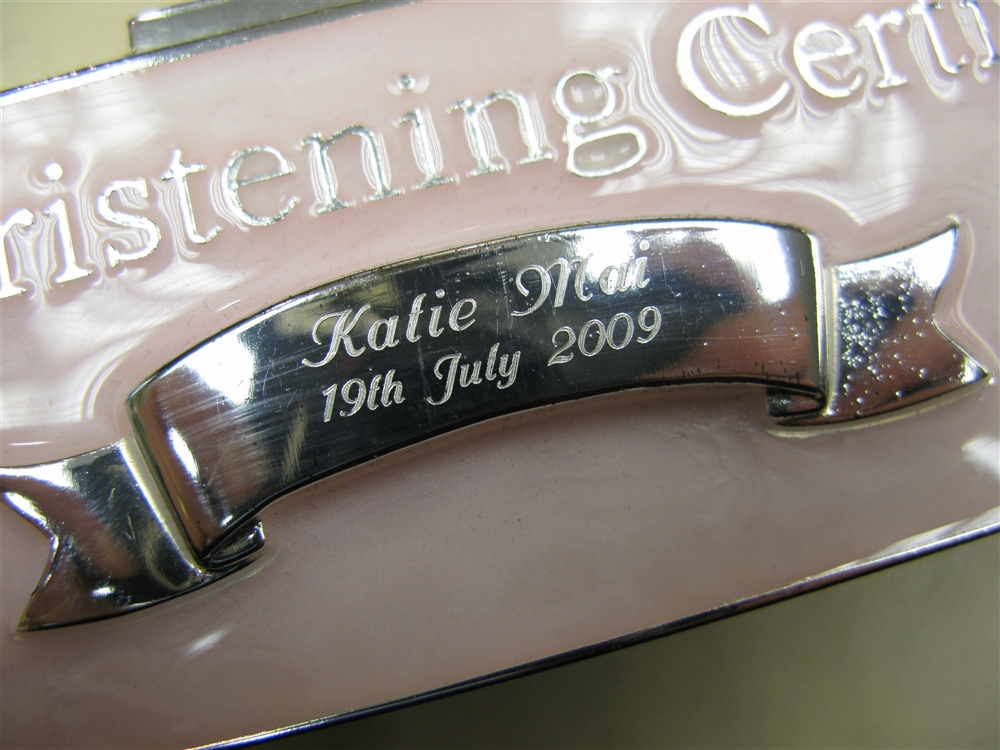 ristening Certi
Katie Mai
19th July 2009